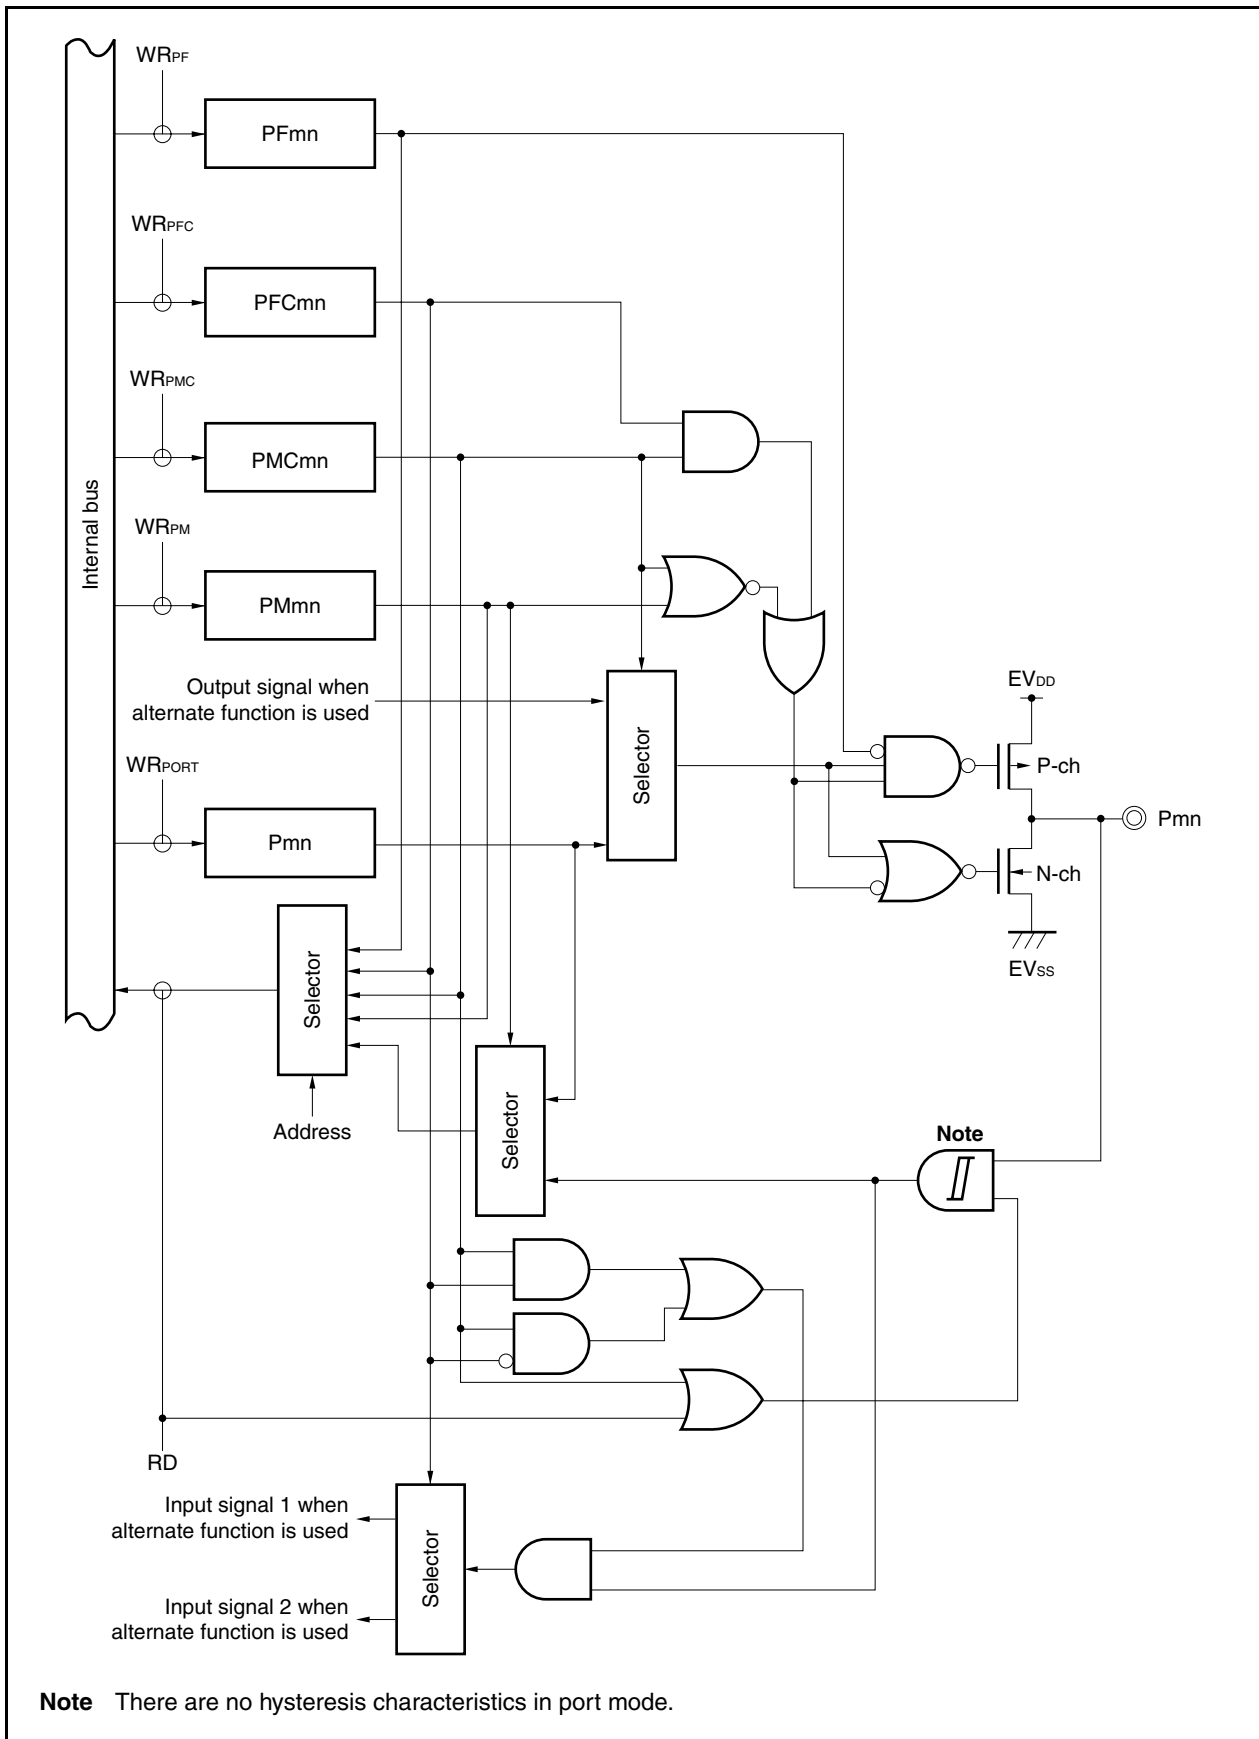 WRPF
PFmn
WRPFC
PFCmn
WRPMC
PMCmn
Internal bus
WRPM
PMmn
Output signal when
alternate function is used
Selector
EVDD
P-ch
WRPORT
Pmn
Pmn
N-ch
EVSS
Selector
Address
Selector
Note
RD
Input signal 1 when
alternate function is used
Selector
Input signal 2 when
alternate function is used
Note There are no hysteresis characteristics in port mode.